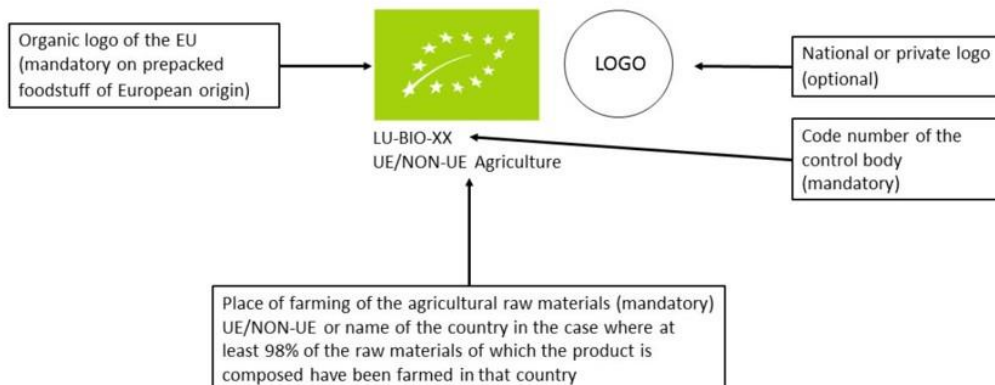 Organic logo of the EU
(mandatory on prepacked
foodstuff of European origin)
LOGO
National or private logo
(optional)
LU-BIO-XX
UE/NON-UE Agriculture
Code number of the
control body
(mandatory)
Place of farming of the agricultural raw materials (mandatory)
UE/NON-UE or name of the country in the case where at
least 98% of the raw materials of which the product is
composed have been farmed in that country